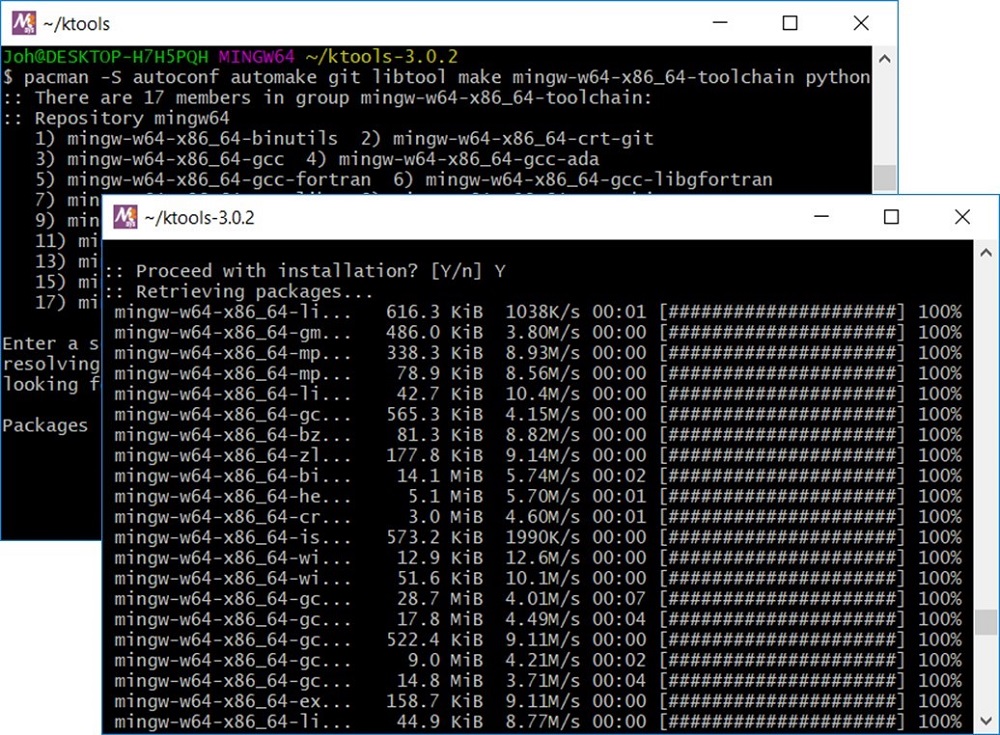 ~/ktools
Joh@DESKTOP-H7H5PQH MINGW64 ~/ktools-3.0.2
$ pacman -S autoconf automake git libtool make mingw-w64-x86_64-toolchain python
:: There are 17 members in group mingw-w64-x86_64-toolchain:
:: Repository mingw64
1) mingw-w64-x86_64-binutils 2) mingw-w64-x86_64-crt-git
3) mingw-w64-x86_64-gcc 4) mingw-w64-x86_64-gcc-ada
5) mingw-w64-x86_64-gcc-fortran 6) mingw-w64-x86_64-gcc-libgfortran
7) min
9) min
11) mi
13) mi
15) mi
17) mi
Enter a s
resolving
looking f
Packages
~/ktools-3.0.2
:: Proceed with installation? [Y/n] Y
:: Retrieving packages...
mingw-w64-x86_64-li... 616.3 KiB 1038K/s 00:01 [#####################] 100%
mingw-w64-x86_64-gm... 486.0 KiB 3.80M/s 00:00 [#####################] 100%
mingw-w64-x86_64-mp... 338.3 KiB 8.93M/s 00:00 [#####################] 100%
mingw-w64-x86_64-mp... 78.9 KiB 8.56M/s 00:00 [#####################] 100%
mingw-w64-x86_64-li... 42.7 KiB 10.4M/s 00:00 [#####################] 100%
mingw-w64-x86_64-gc... 565.3 KiB 4.15M/s 00:00 [#####################] 100%
mingw-w64-x86_64-bz... 81.3 KiB 8.82M/s 00:00 [#####################] 100%
mingw-w64-x86_64-zl... 177.8 KiB 9.14M/s 00:00 [#####################] 100%
mingw-w64-x86_64-bi... 14.1 MiB 5.74M/s 00:02 [#####################] 100%
mingw-w64-x86_64-he... 5.1 MiB 5.70M/s 00:01 [#####################] 100%
mingw-w64-x86_64-cr... 3.0 MiB 4.60M/s 00:01 [#####################] 100%
mingw-w64-x86_64-is... 573.2 KiB 1990K/s 00:00 [#####################] 100%
mingw-w64-x86_64-wi... 12.9 KiB 12.6M/s 00:00 [#####################] 100%
mingw-w64-x86_64-wi... 51.6 KiB 10.1M/s 00:00 [#####################] 100%
mingw-w64-x86_64-gc... 28.7 MiB 4.01M/s 00:07 [#####################] 100%
mingw-w64-x86_64-gc... 17.8 MiB 4.49M/s 00:04 [#####################] 100%
mingw-w64-x86_64-gc... 522.4 KiB 9.11M/s 00:00 [#####################] 100%
mingw-w64-x86_64-gc... 9.0 MiB 4.21M/s 00:02 [#####################] 100%
mingw-w64-x86_64-gc... 14.8 MiB 3.71M/s 00:04 [#####################] 100%
mingw-w64-x86_64-ex... 158.7 KiB 9.11M/s 00:00 [#####################] 100%
mingw-w64-x86_64-li... 44.9 KiB 8.77M/s 00:00 [#####################] 100%